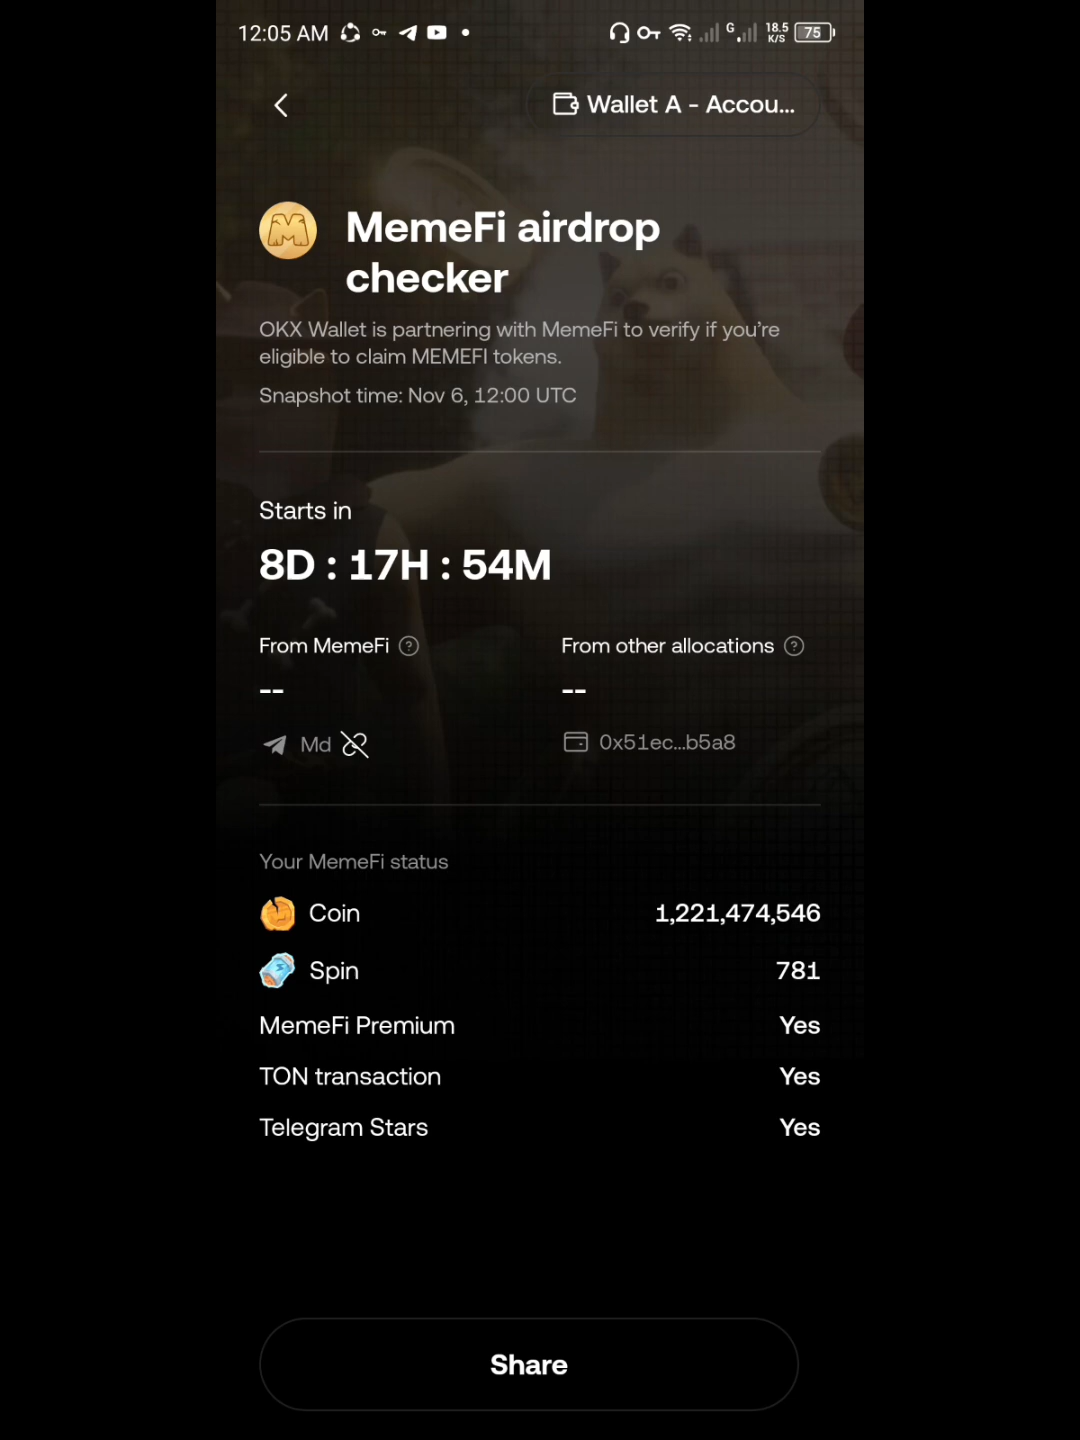 12:05 AM G 18.5 K/S 75
Wallet A - Accou...
MemeFi airdrop
checker
OKX Wallet is partnering with MemeFi to verify if you're
eligible to claim MEMEFI tokens.
Snapshot time: Nov 6, 12:00 UTC
Starts in
8D : 17H : 54M
From MemeFi ? From other allocations ?
-- --
Md 0x51ec...b5a8
Your MemeFi status
Coin 1,221,474,546
Spin 781
MemeFi Premium Yes
TON transaction Yes
Telegram Stars Yes
Share